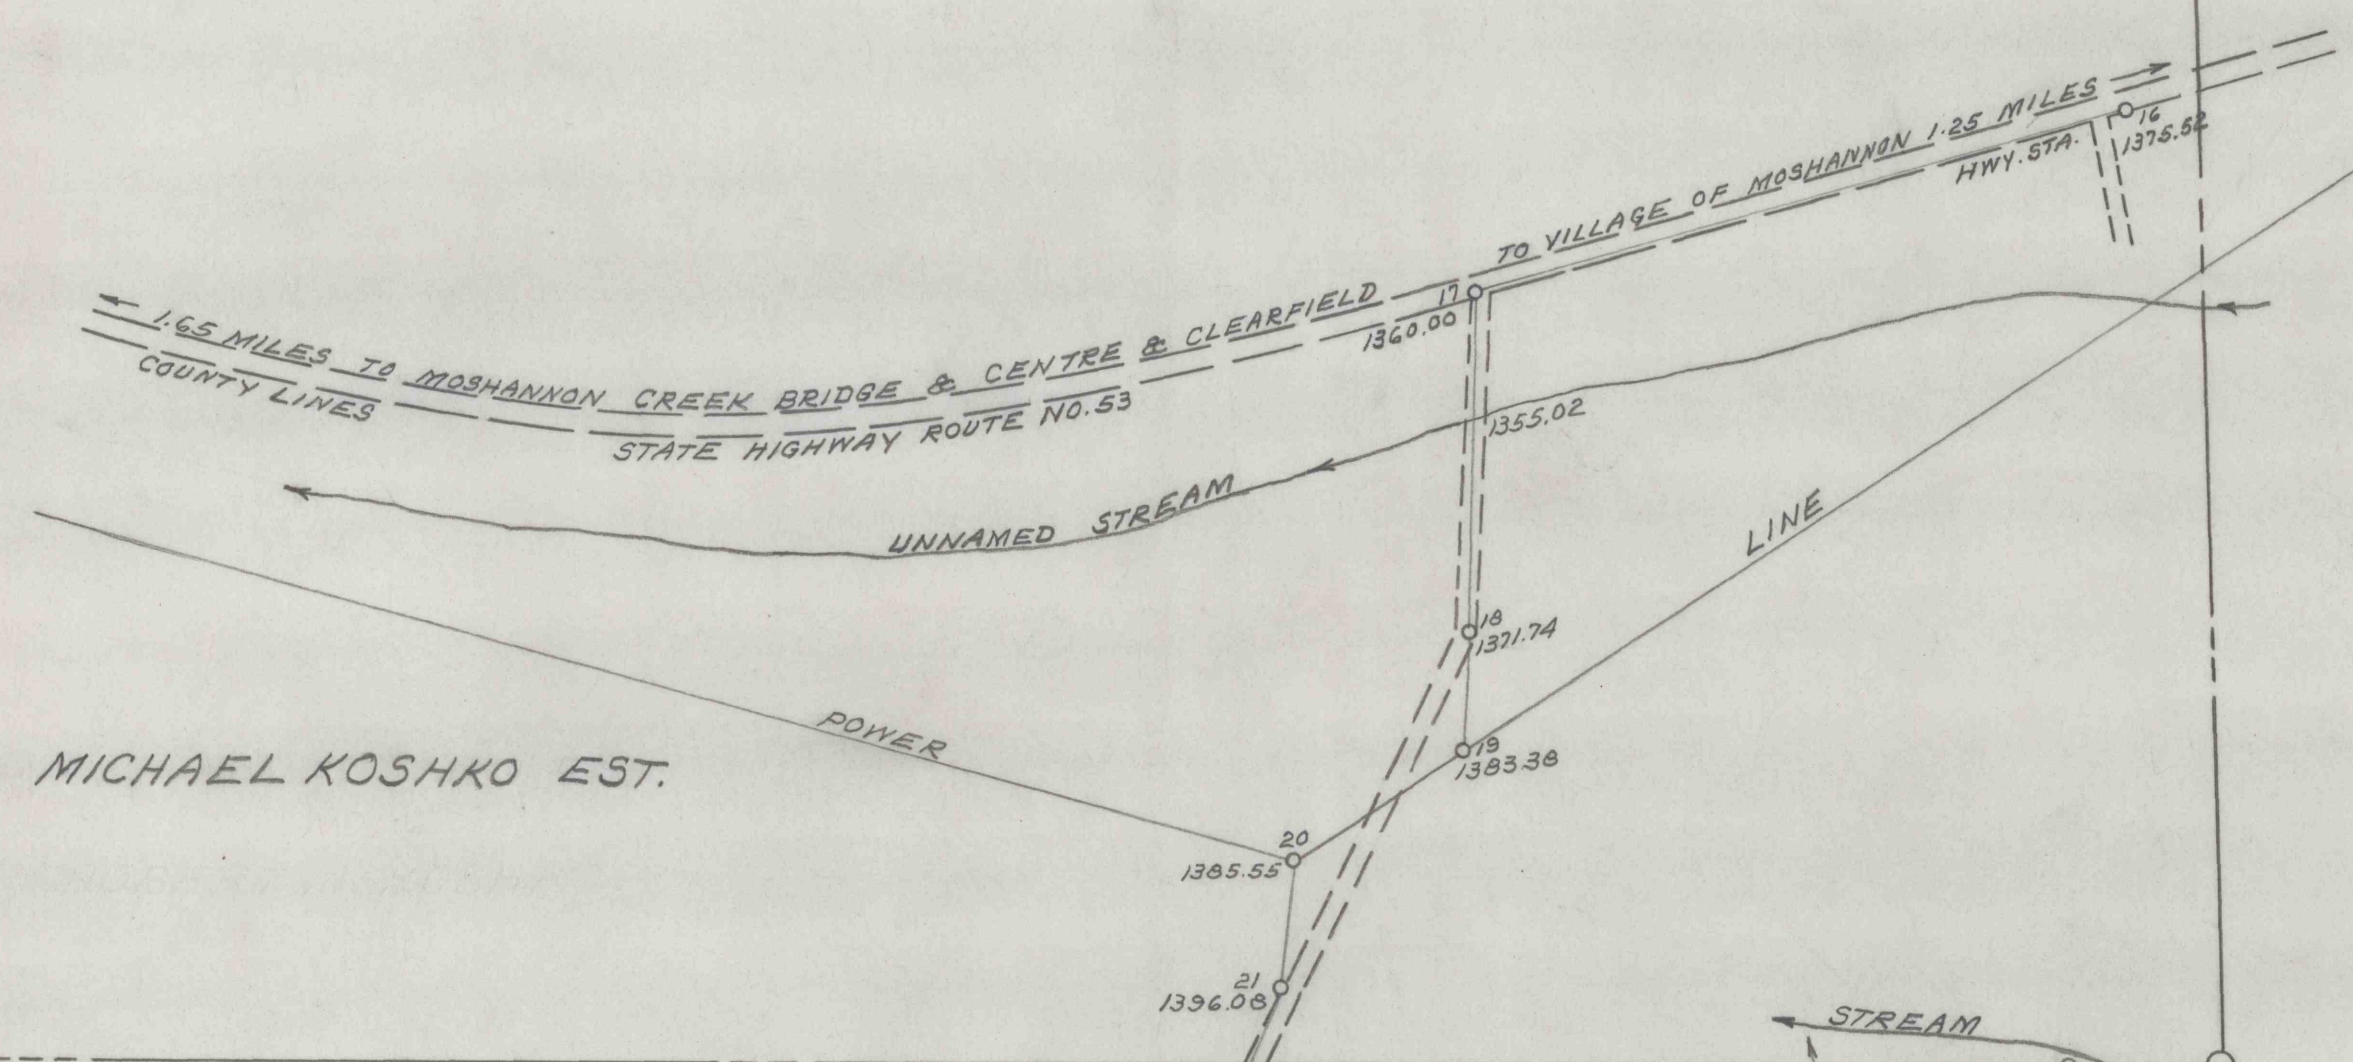 TO VILLAGE OF MOSHANNON 1.25 MILES
16
1375.52
HWY. STA.
17
1360.00
1.65 MILES TO MOSHANNON CREEK BRIDGE & CENTRE & CLEARFIELD
COUNTY LINES
STATE HIGHWAY ROUTE NO. 53
1355.02
UNNAMED STREAM
LINE
18
1371.74
POWER
19
1383.38
MICHAEL KOSHKO EST.
20
1385.55
21
1396.08
STREAM